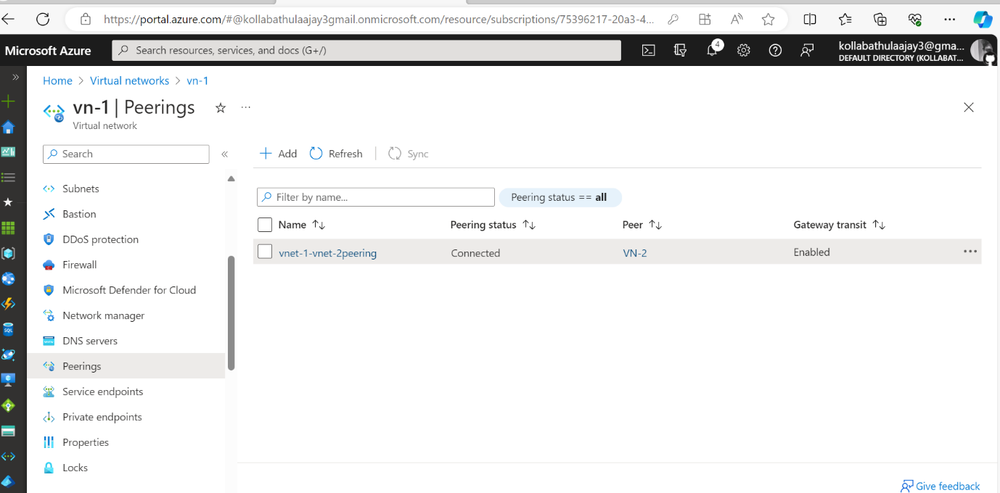 https://portal.azure.com/#@kollabathulaajay3gmail.onmicrosoft.com/resource/subscriptions/75396217-20a3-4...
Microsoft Azure
Search resources, services, and docs (G+/)
4
kollabathulaajay3@gma...
DEFAULT DIRECTORY (KOLLABAT...
Home > Virtual networks > vn-1
vn-1 | Peerings
Virtual network
Search
Add Refresh Sync
Subnets
Bastion
DDoS protection
Firewall
Microsoft Defender for Cloud
Network manager
DNS servers
Peerings
Service endpoints
Private endpoints
Properties
Locks
Filter by name...
Peering status == all
Name Peering status Peer Gateway transit
vnet-1-vnet-2peering Connected VN-2 Enabled
Give feedback